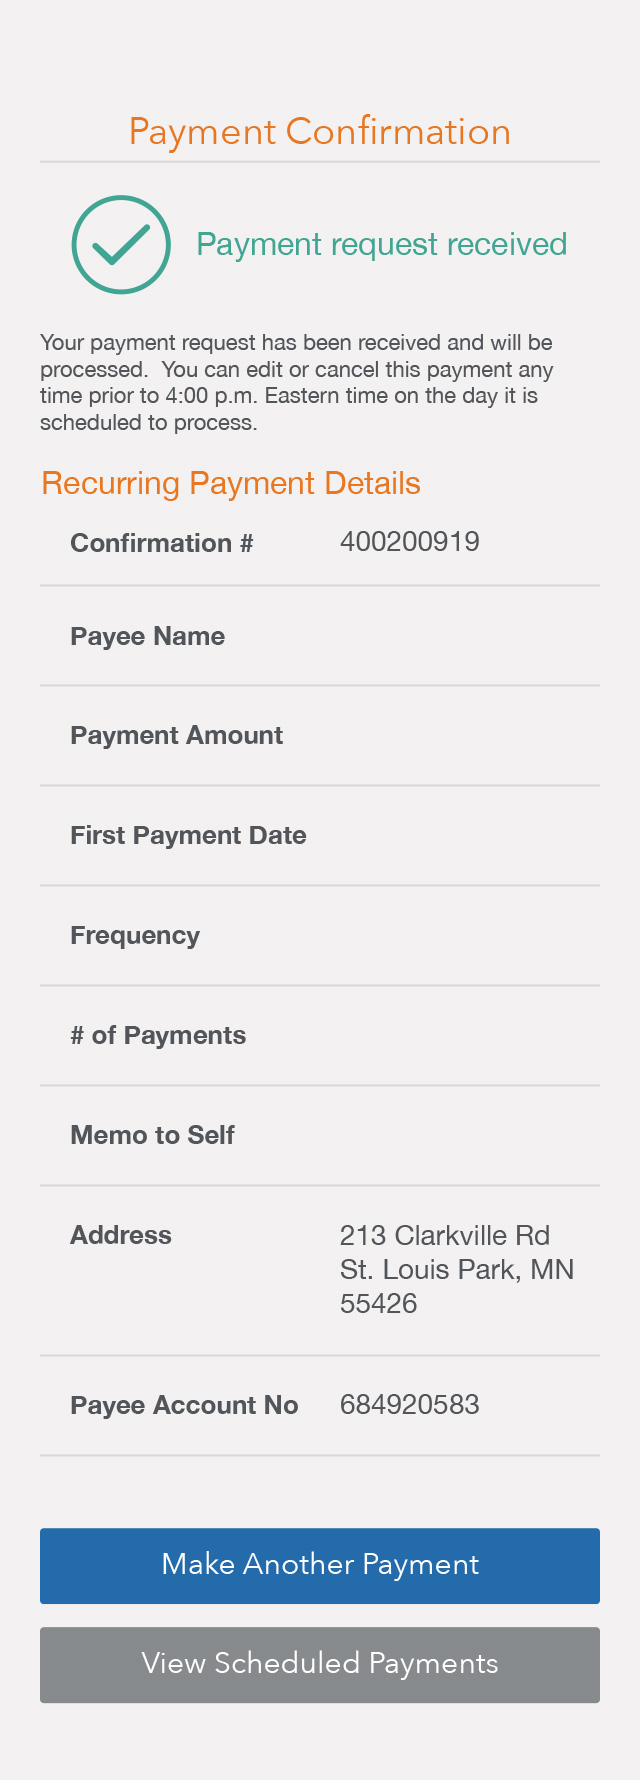 Payment Confirmation
Payment request received
Your payment request has been received and will be
processed.  You can edit or cancel this payment any
time prior to 4:00 p.m. Eastern time on the day it is
scheduled to process.
Recurring Payment Details
Confirmation # 400200919
Payee Name
Payment Amount
First Payment Date
Frequency
# of Payments
Memo to Self
Address 213 Clarkville Rd
St. Louis Park, MN
55426
Payee Account No 684920583
Make Another Payment
View Scheduled Payments